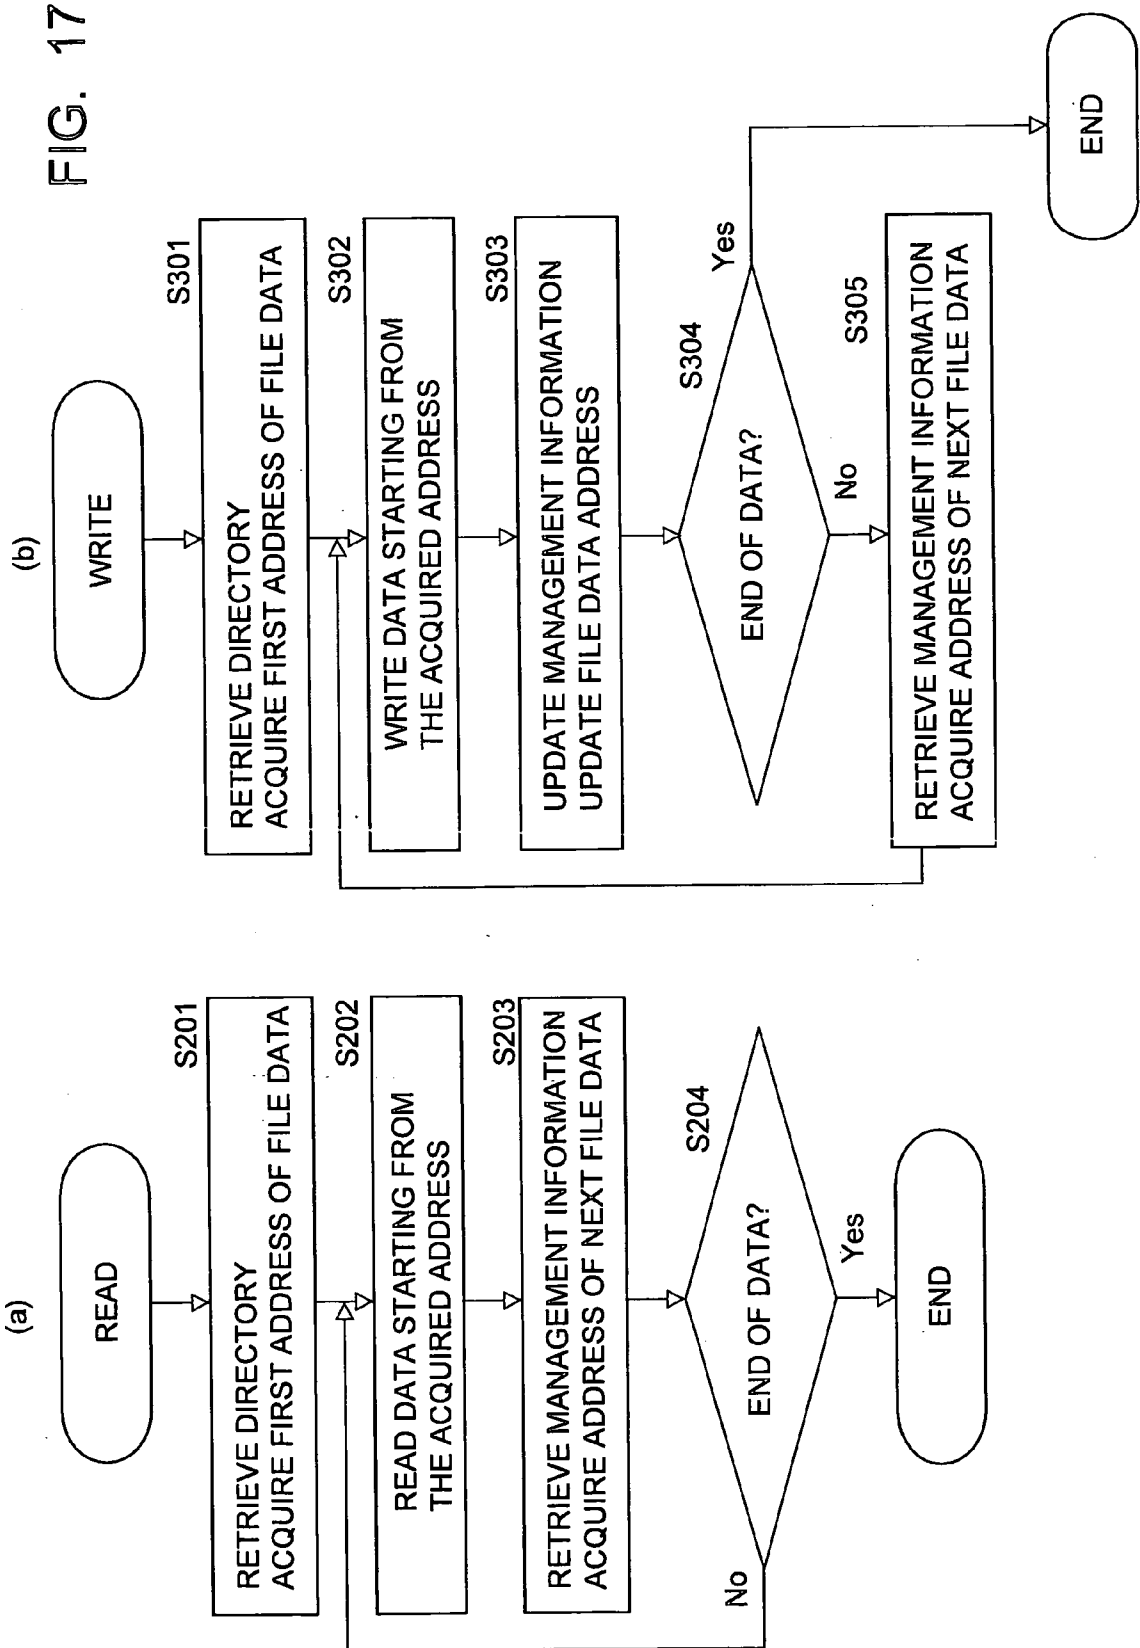 FIG. 17
(a)
READ
S201
RETRIEVE DIRECTORY
ACQUIRE FIRST ADDRESS OF FILE DATA
S202
READ DATA STARTING FROM
THE ACQUIRED ADDRESS
S203
RETRIEVE MANAGEMENT INFORMATION
ACQUIRE ADDRESS OF NEXT FILE DATA
S204
END OF DATA?
No
Yes
END
(b)
WRITE
S301
RETRIEVE DIRECTORY
ACQUIRE FIRST ADDRESS OF FILE DATA
S302
WRITE DATA STARTING FROM
THE ACQUIRED ADDRESS
S303
UPDATE MANAGEMENT INFORMATION
UPDATE FILE DATA ADDRESS
S304
END OF DATA?
Yes
No
S305
RETRIEVE MANAGEMENT INFORMATION
ACQUIRE ADDRESS OF NEXT FILE DATA
END